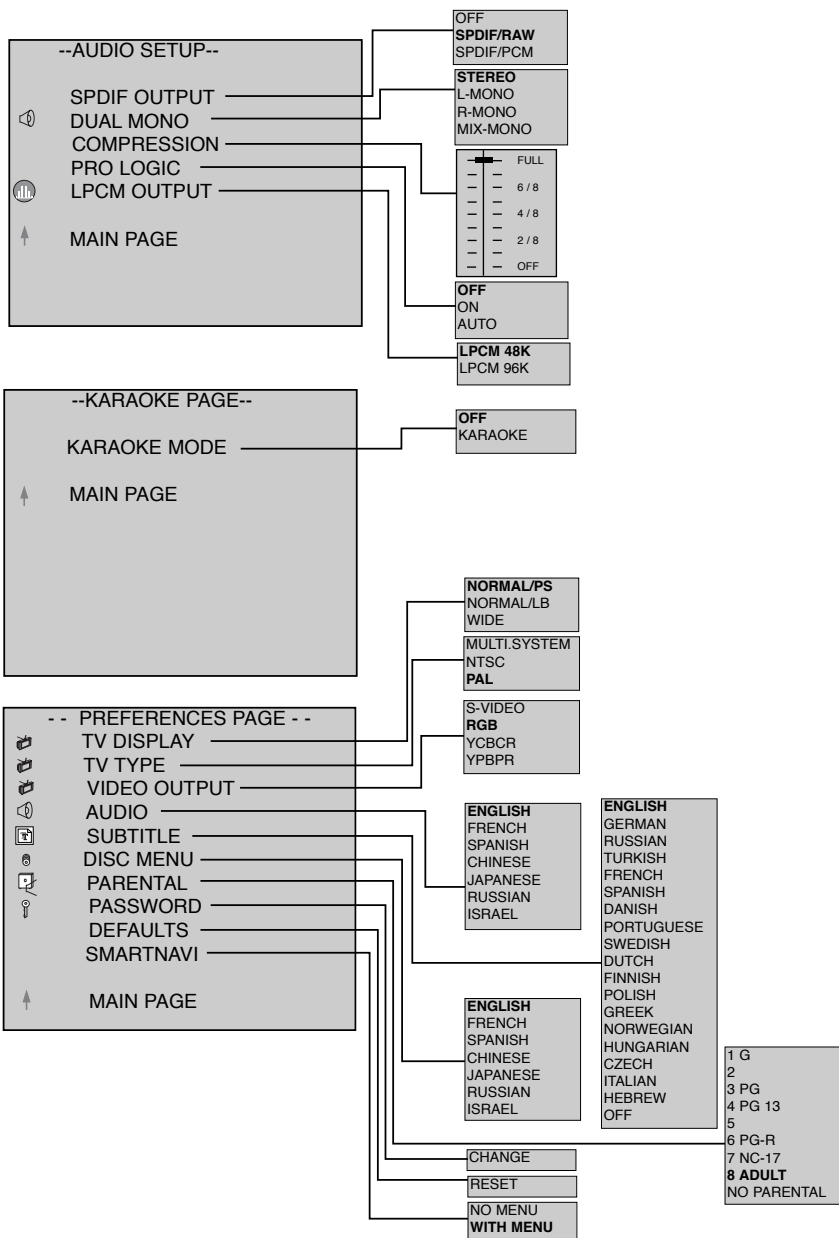 --AUDIO SETUP--
SPDIF OUTPUT
DUAL MONO
COMPRESSION
PRO LOGIC
LPCM OUTPUT
MAIN PAGE
OFF
SPDIF/RAW
SPDIF/PCM
STEREO
L-MONO
R-MONO
MIX-MONO
FULL
6 / 8
4 / 8
2 / 8
OFF
OFF
ON
AUTO
LPCM 48K
LPCM 96K
--KARAOKE PAGE--
KARAOKE MODE
MAIN PAGE
OFF
KARAOKE
- - PREFERENCES PAGE - -
TV DISPLAY
TV TYPE
VIDEO OUTPUT
AUDIO
SUBTITLE
DISC MENU
PARENTAL
PASSWORD
DEFAULTS
SMARTNAVI
MAIN PAGE
NORMAL/PS
NORMAL/LB
WIDE
MULTI.SYSTEM
NTSC
PAL
S-VIDEO
RGB
YCBCR
YPBPR
ENGLISH
FRENCH
SPANISH
CHINESE
JAPANESE
RUSSIAN
ISRAEL
ENGLISH
GERMAN
RUSSIAN
TURKISH
FRENCH
SPANISH
DANISH
PORTUGUESE
SWEDISH
DUTCH
FINNISH
POLISH
GREEK
NORWEGIAN
HUNGARIAN
CZECH
ITALIAN
HEBREW
OFF
ENGLISH
FRENCH
SPANISH
CHINESE
JAPANESE
RUSSIAN
ISRAEL
1 G
2
3 PG
4 PG 13
5
6 PG-R
7 NC-17
8 ADULT
NO PARENTAL
CHANGE
RESET
NO MENU
WITH MENU